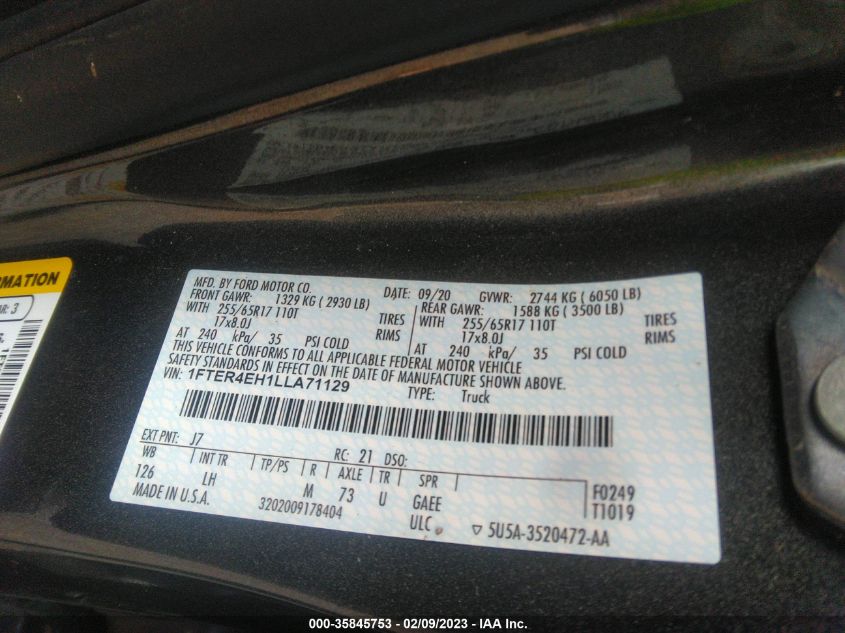 RMATION
AR: 3
MFD. BY FORD MOTOR CO. DATE: 09/20 GVWR: 2744 KG ( 6050 LB)
FRONT GAWR: 1329 KG ( 2930 LB) REAR GAWR: 1588 KG ( 3500 LB)
WITH 255/65R17 110T TIRES WITH 255/65R17 110T TIRES
17x8.0J RIMS 17x8.0J RIMS
AT 240 kPa/ 35 PSI COLD AT 240 kPa/ 35 PSI COLD
THIS VEHICLE CONFORMS TO ALL APPLICABLE FEDERAL MOTOR VEHICLE
SAFETY STANDARDS IN EFFECT ON THE DATE OF MANUFACTURE SHOWN ABOVE.
VIN: 1FTER4EH1LLA71129 TYPE: Truck
EXT PNT: J7 RC: 21 DSO:
WB INT TR TP/PS R AXLE TR SPR F0249
126 LH M 73 U GAEE T1019
MADE IN U.S.A. 3202009178404 ULC 5U5A-3520472-AA
000-35845753 - 02/09/2023 - IAA Inc.